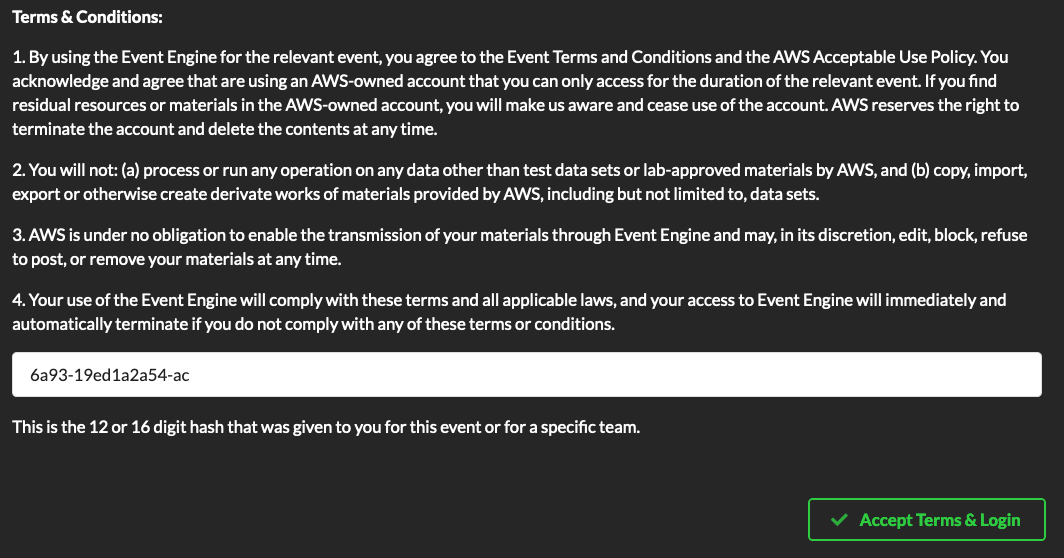 Terms & Conditions:
1. By using the Event Engine for the relevant event, you agree to the Event Terms and Conditions and the AWS Acceptable Use Policy. You
acknowledge and agree that are using an AWS-owned account that you can only access for the duration of the relevant event. If you find
residual resources or materials in the AWS-owned account, you will make us aware and cease use of the account. AWS reserves the right to
terminate the account and delete the contents at any time.
2. You will not: (a) process or run any operation on any data other than test data sets or lab-approved materials by AWS, and (b) copy, import,
export or otherwise create derivate works of materials provided by AWS, including but not limited to, data sets.
3. AWS is under no obligation to enable the transmission of your materials through Event Engine and may, in its discretion, edit, block, refuse
to post, or remove your materials at any time.
4. Your use of the Event Engine will comply with these terms and all applicable laws, and your access to Event Engine will immediately and
automatically terminate if you do not comply with any of these terms or conditions.
6a93-19ed1a2a54-ac
This is the 12 or 16 digit hash that was given to you for this event or for a specific team.
Accept Terms & Login